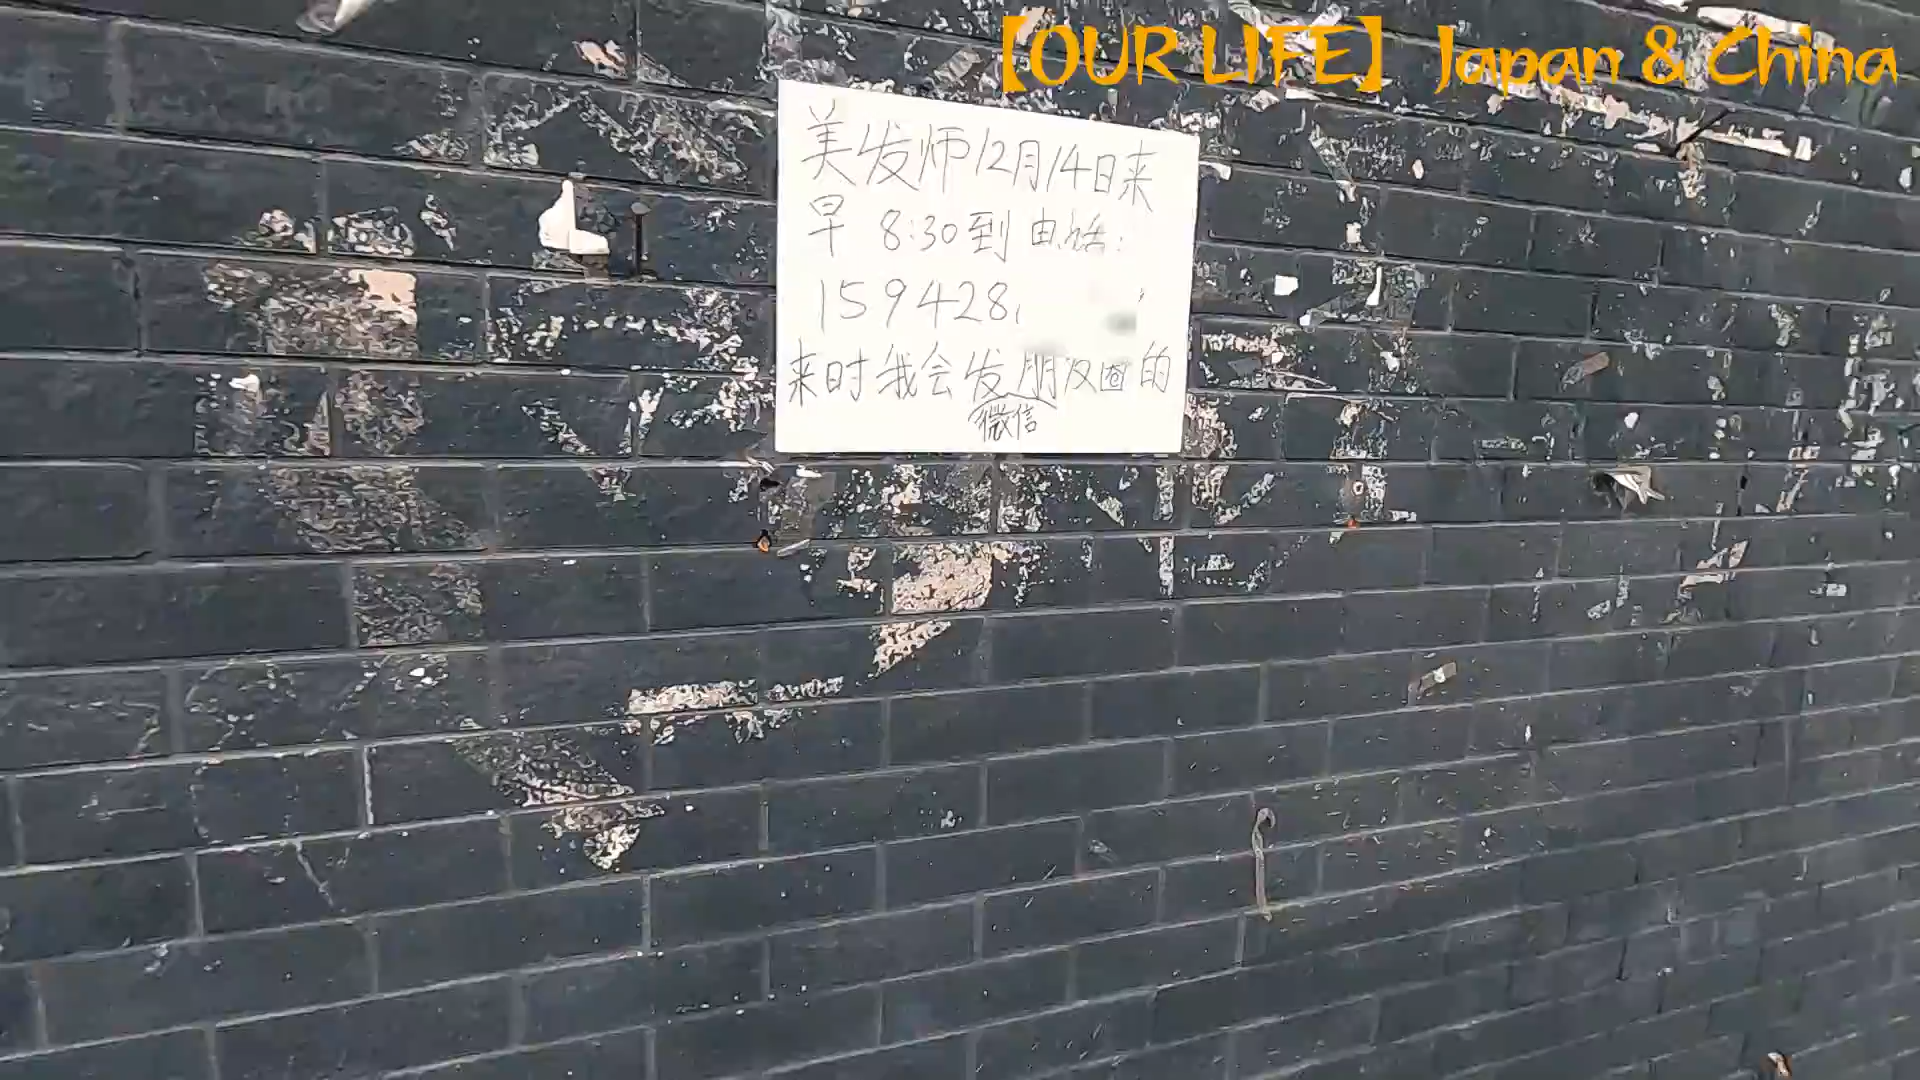 【OUR LIFE】 Japan & China
美发师12月14日来
早 8:30到 电话:
159428
来时我会发朋友圈的
微信